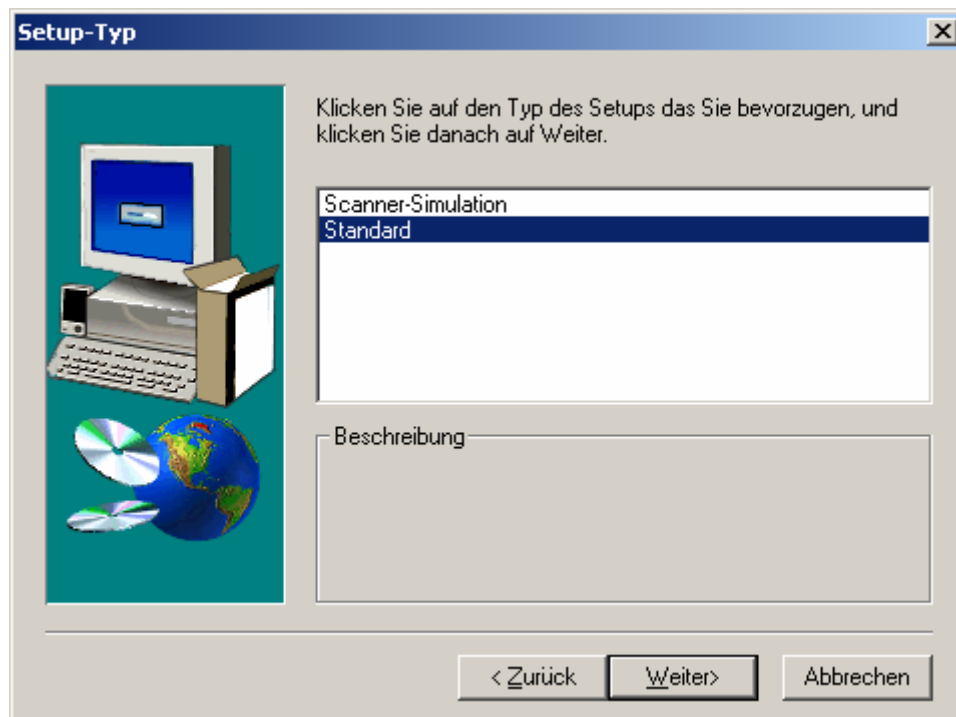 Setup-Typ
Klicken Sie auf den Typ des Setups das Sie bevorzugen, und
klicken Sie danach auf Weiter.
Scanner-Simulation
Standard
Beschreibung
< Zurück
Weiter>
Abbrechen